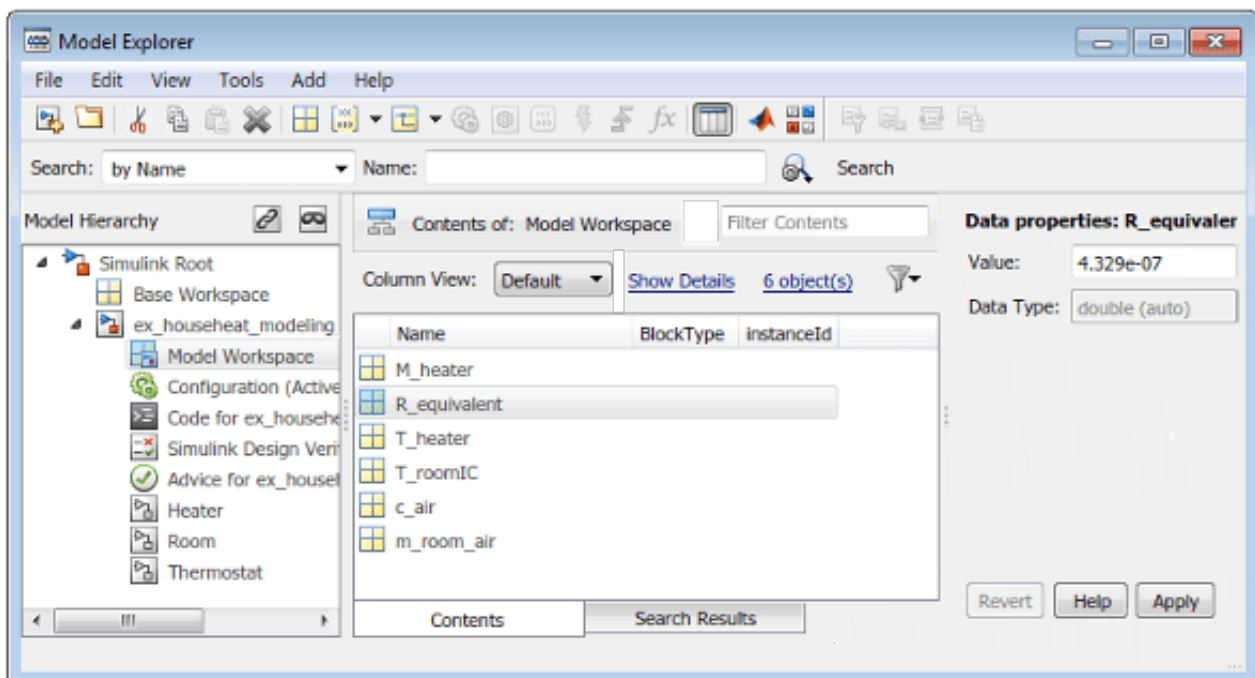 Model Explorer
File Edit View Tools Add Help
fx
Search: by Name Name: Search
Model Hierarchy
Contents of: Model Workspace Filter Contents
Column View: Default Show Details 6 object(s)
Simulink Root
Base Workspace
ex_househeat_modeling
Model Workspace
Configuration (Active
Code for ex_househe
Simulink Design Veri
Advice for ex_househ
Heater
Room
Thermostat
Name BlockType instanceId
M_heater
R_equivalent
T_heater
T_roomIC
c_air
m_room_air
Contents Search Results
Data properties: R_equivaler
Value: 4.329e-07
Data Type: double (auto)
Revert Help Apply